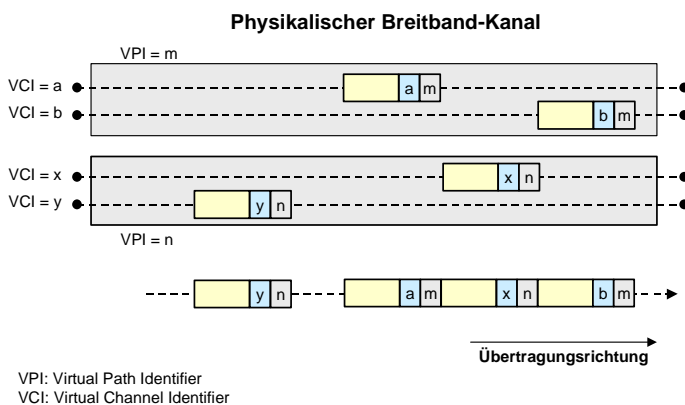 Physikalischer Breitband-Kanal
VPI = m
VCI = a
a m
VCI = b
b m
VCI = x
x n
VCI = y
y n
VPI = n
y n a m x n b m
Übertragungsrichtung
VPI: Virtual Path Identifier
VCI: Virtual Channel Identifier